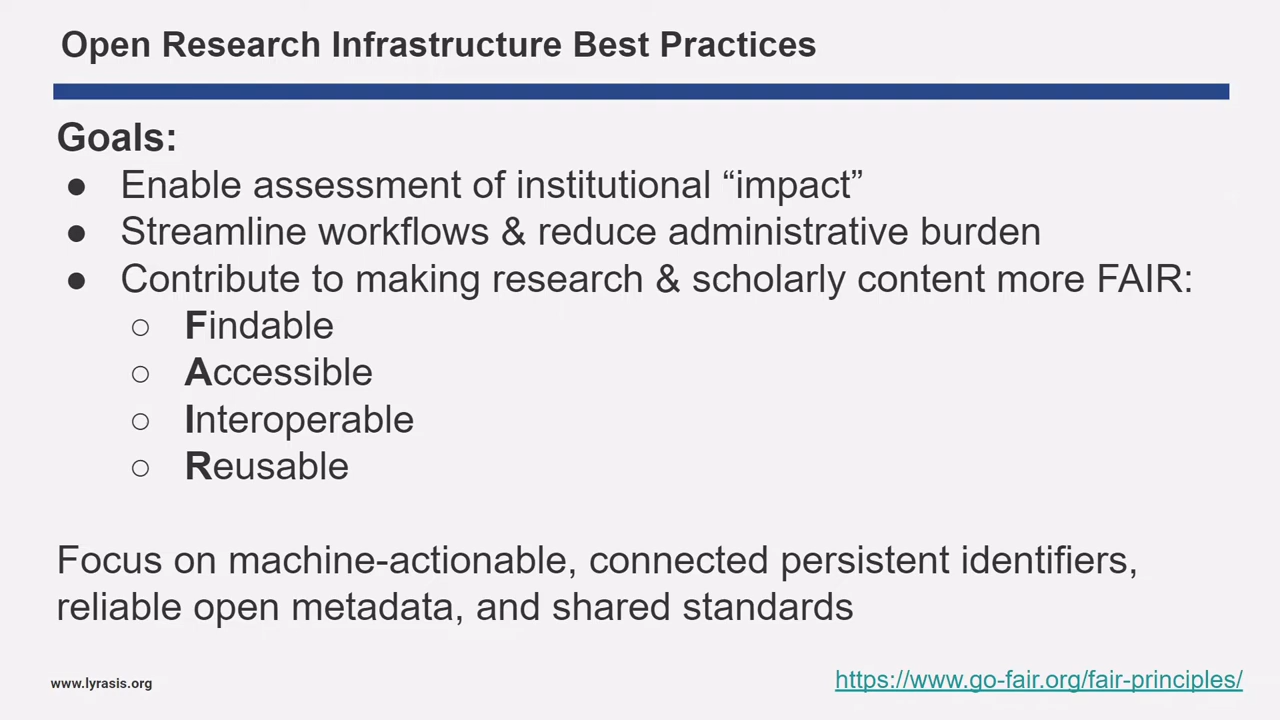 Open Research Infrastructure Best Practices
Goals:
● Enable assessment of institutional “impact”
● Streamline workflows & reduce administrative burden
● Contribute to making research & scholarly content more FAIR:
○ Findable
○ Accessible
○ Interoperable
○ Reusable
Focus on machine-actionable, connected persistent identifiers,
reliable open metadata, and shared standards
www.lyrasis.org
https://www.go-fair.org/fair-principles/